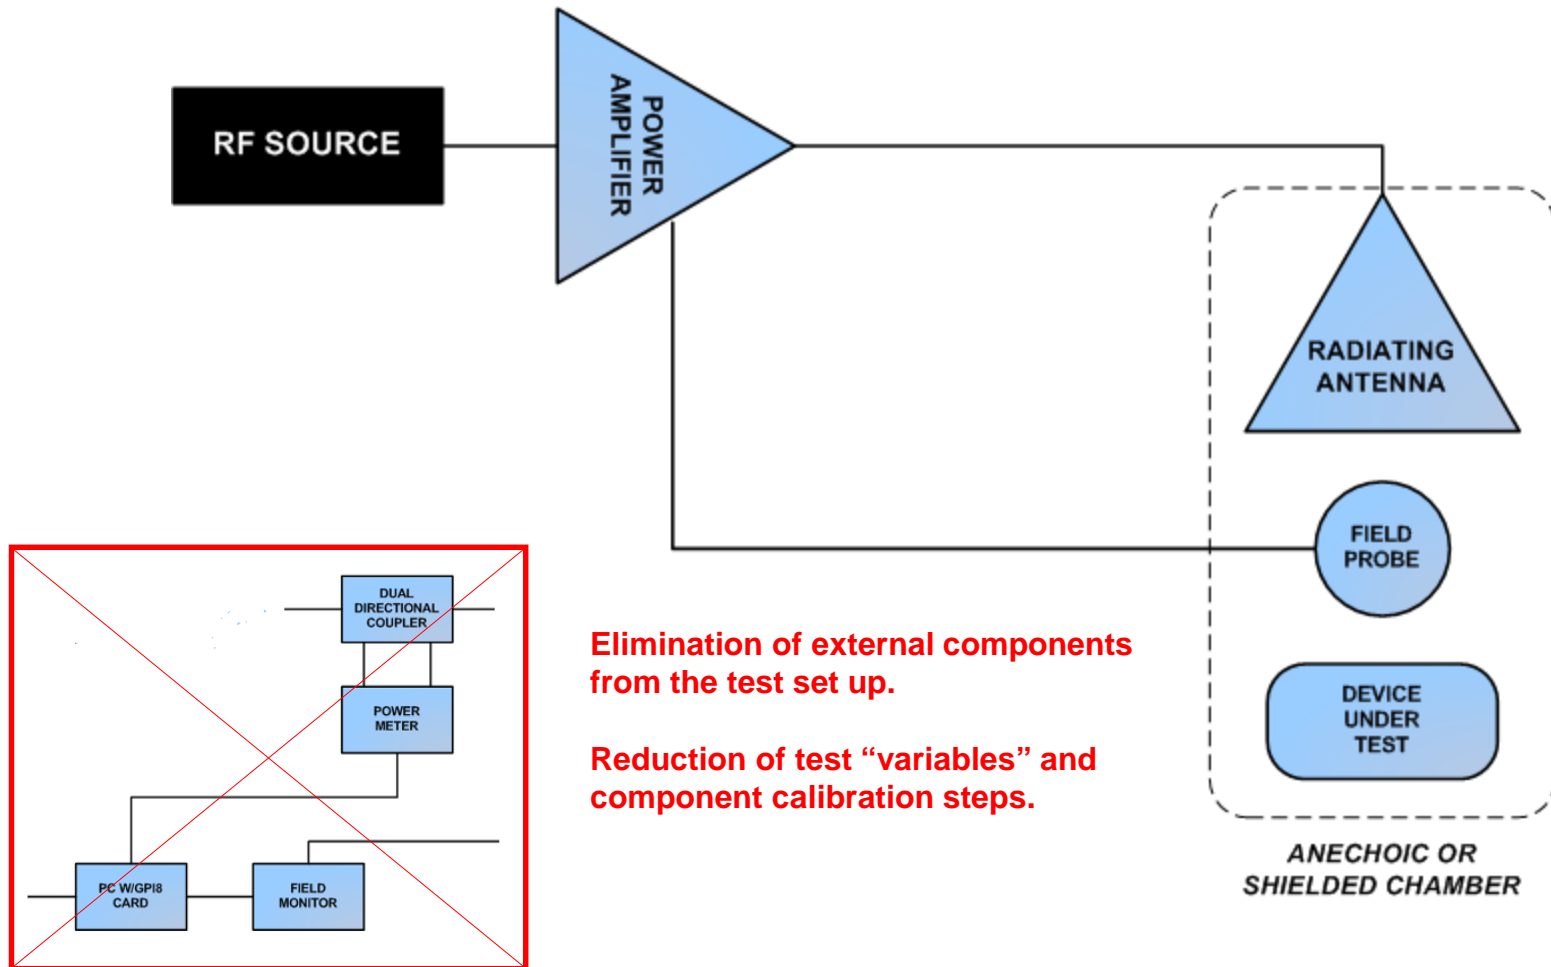 RF SOURCE
POWER
AMPLIFIER
RADIATING
ANTENNA
FIELD
PROBE
DEVICE
UNDER
TEST
ANECHOIC OR
SHIELDED CHAMBER
DUAL
DIRECTIONAL
COUPLER
POWER
METER
PC W/GPI8
CARD
FIELD
MONITOR
Elimination of external components
from the test set up.
Reduction of test “variables” and
component calibration steps.